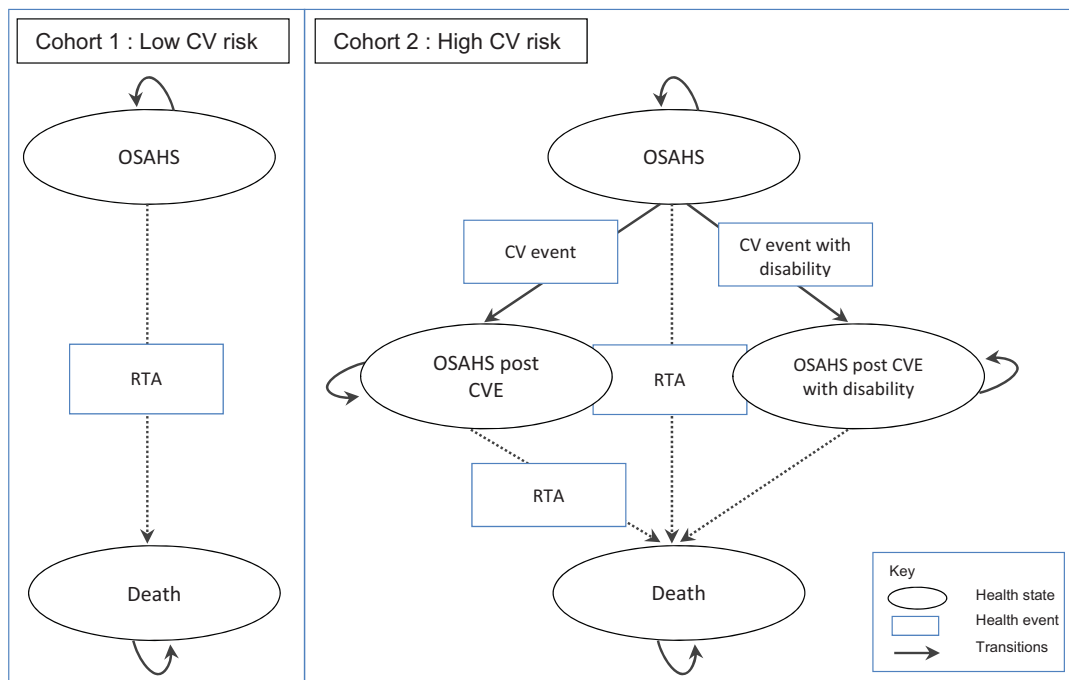 Cohort 1 : Low CV risk
OSAHS
RTA
Death
Cohort 2 : High CV risk
OSAHS
CV event
CV event with
disability
OSAHS post
CVE
RTA
OSAHS post CVE
with disability
RTA
Death
Key
Health state
Health event
Transitions